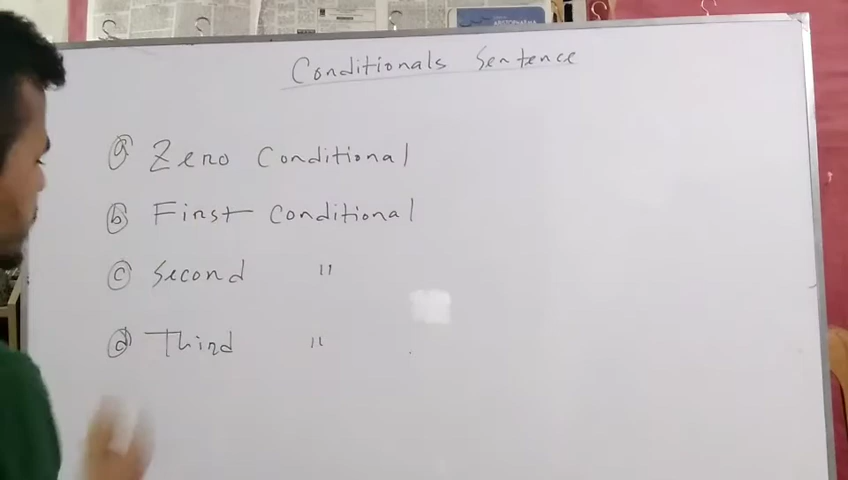 Conditionals Sentence
ⓐ Zero Conditional
ⓑ First Conditional
ⓒ Second "
ⓓ Third "